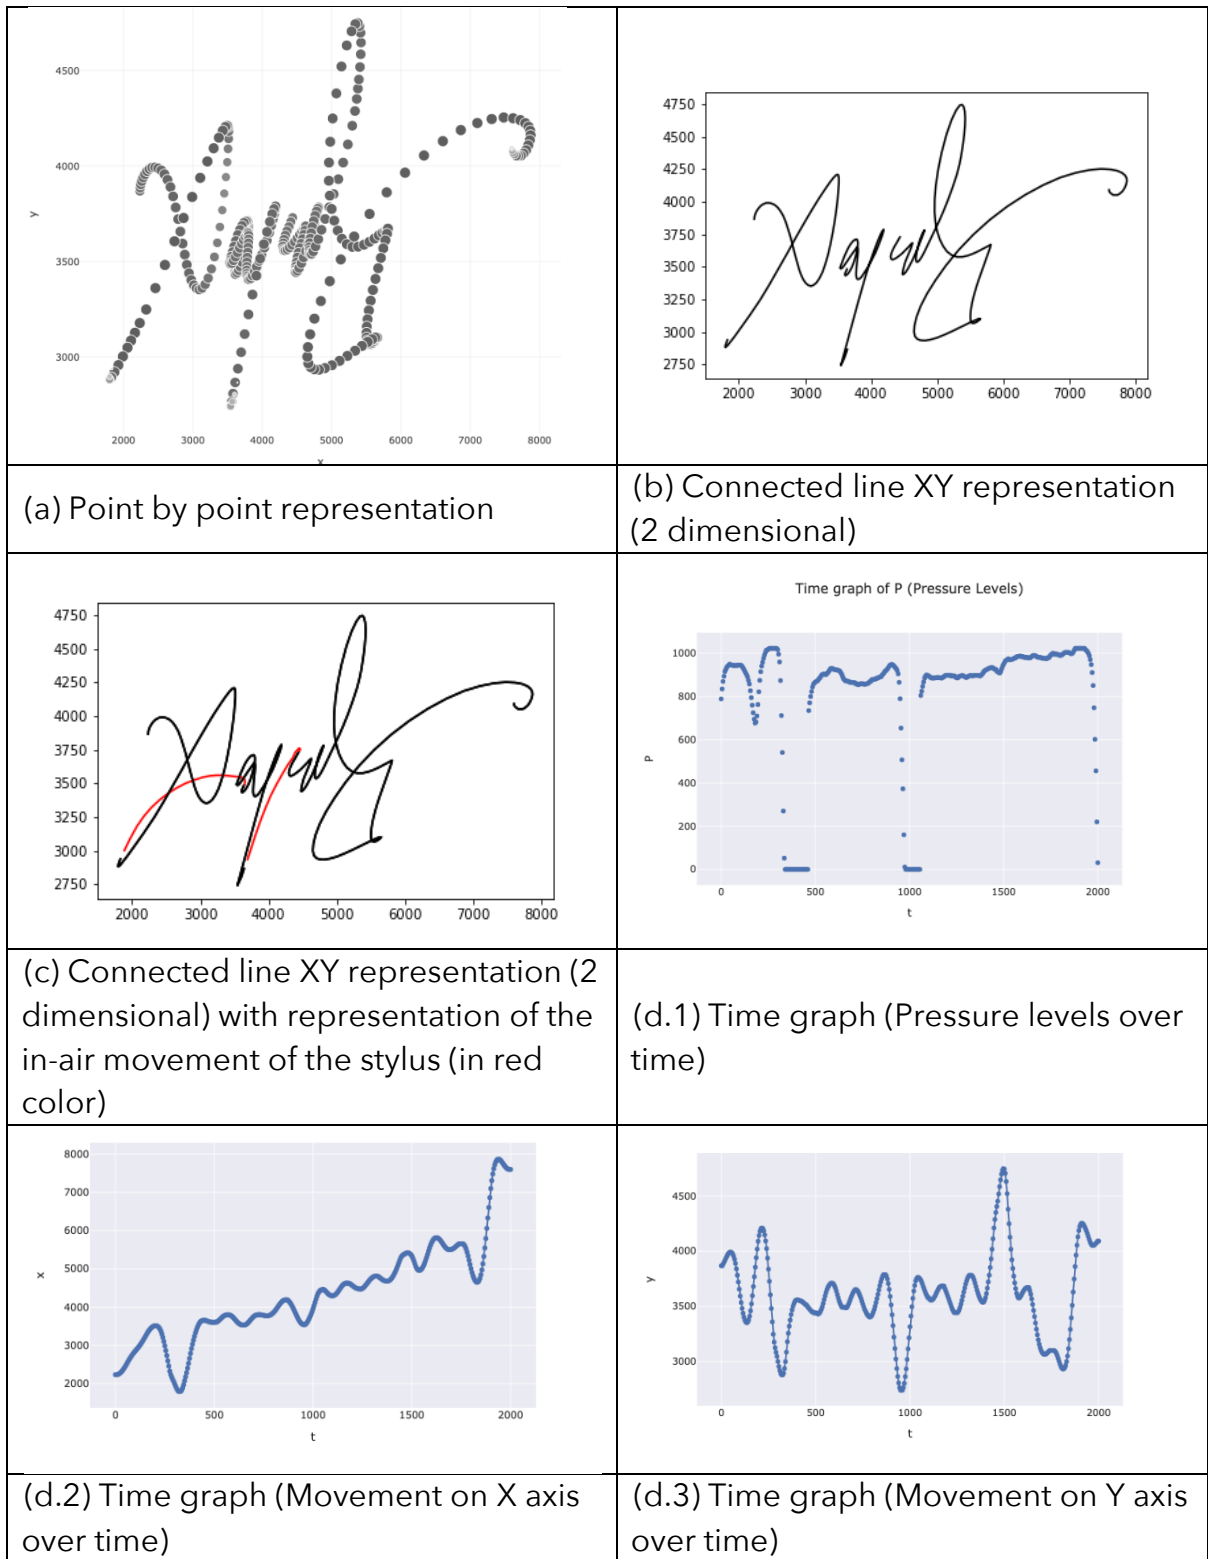 4500
4000
3500
3000
y
2000 3000 4000 5000 6000 7000 8000
x
4750
4500
4250
4000
3750
3500
3250
3000
2750
2000 3000 4000 5000 6000 7000 8000
(a) Point by point representation
(b) Connected line XY representation
(2 dimensional)
4750
4500
4250
4000
3750
3500
3250
3000
2750
2000 3000 4000 5000 6000 7000 8000
Time graph of P (Pressure Levels)
1000
800
600
400
200
0
P
0 500 1000 1500 2000
t
(c) Connected line XY representation (2
dimensional) with representation of the
in-air movement of the stylus (in red
color)
(d.1) Time graph (Pressure levels over
time)
8000
7000
6000
5000
4000
3000
2000
x
0 500 1000 1500 2000
t
4500
4000
3500
3000
y
0 500 1000 1500 2000
t
(d.2) Time graph (Movement on X axis
over time)
(d.3) Time graph (Movement on Y axis
over time)